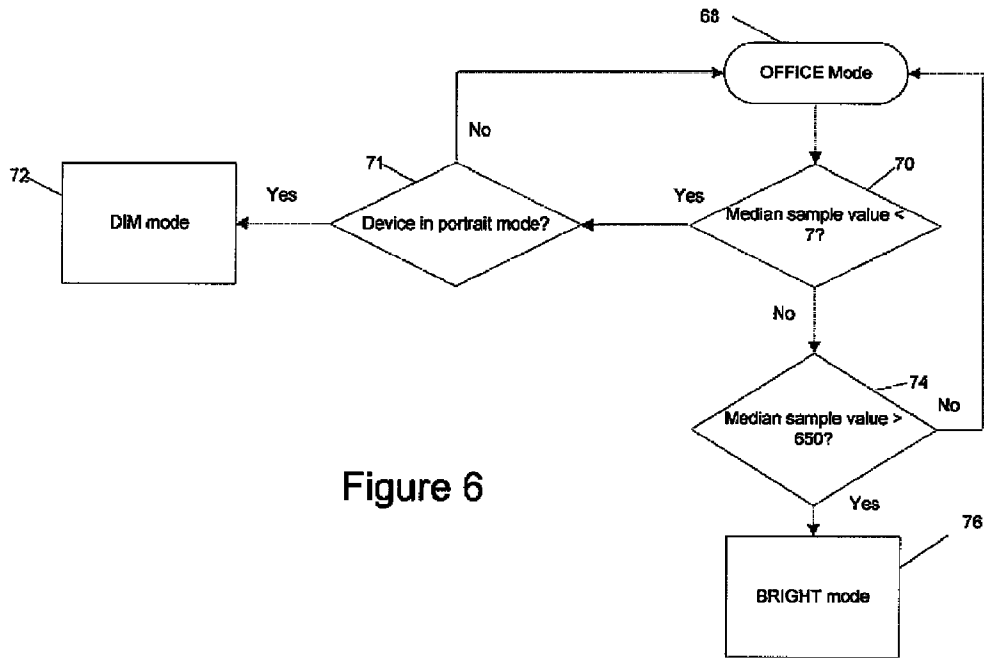 68
OFFICE Mode
No
71
70
72
Yes
Yes
DIM mode
Device in portrait mode?
Median sample value <
7?
No
74
Median sample value >
650?
No
Figure 6
Yes
76
BRIGHT mode